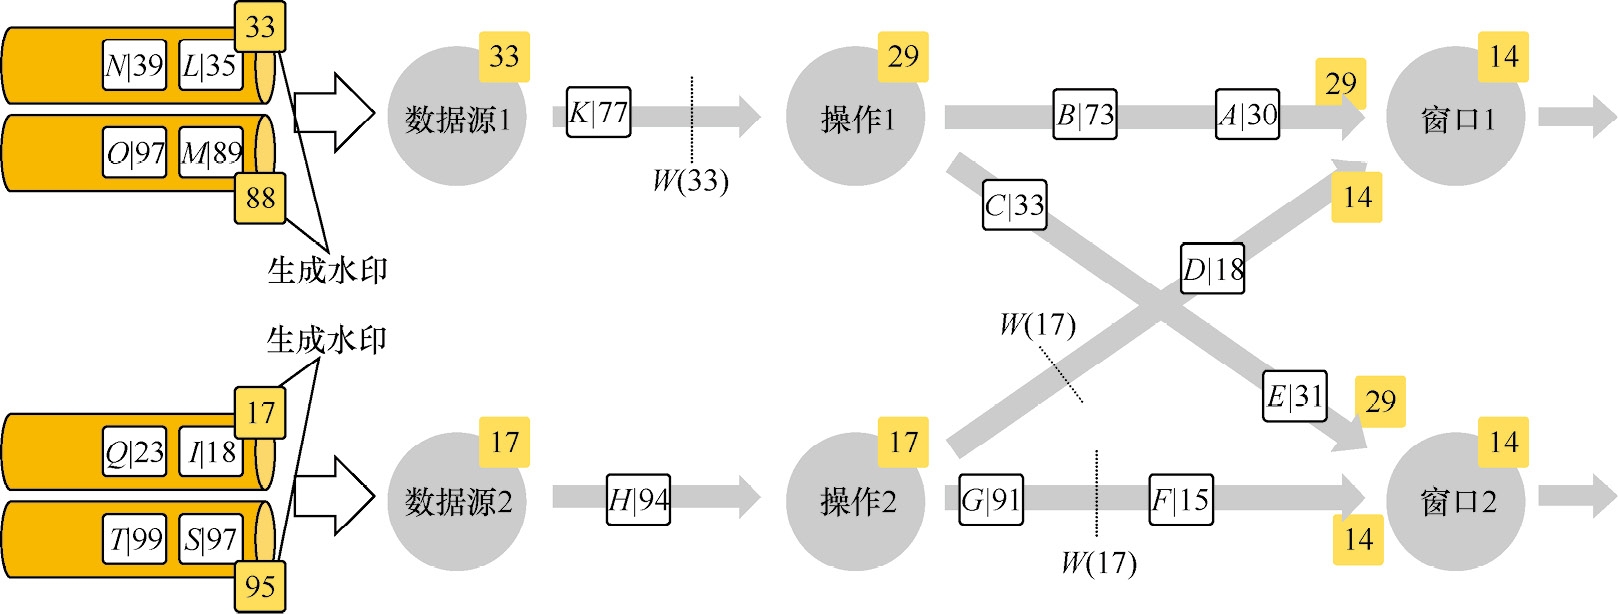 33
N|39 L|35
O|97 M|89
88
生成水印
33
数据源1
K|77
W(33)
29
操作1
B|73
A|30
29
14
窗口1
C|33
14
D|18
生成水印
17
Q|23 I|18
T|99 S|97
95
17
数据源2
H|94
17
操作2
W(17)
E|31
29
G|91
F|15
W(17)
14
14
窗口2